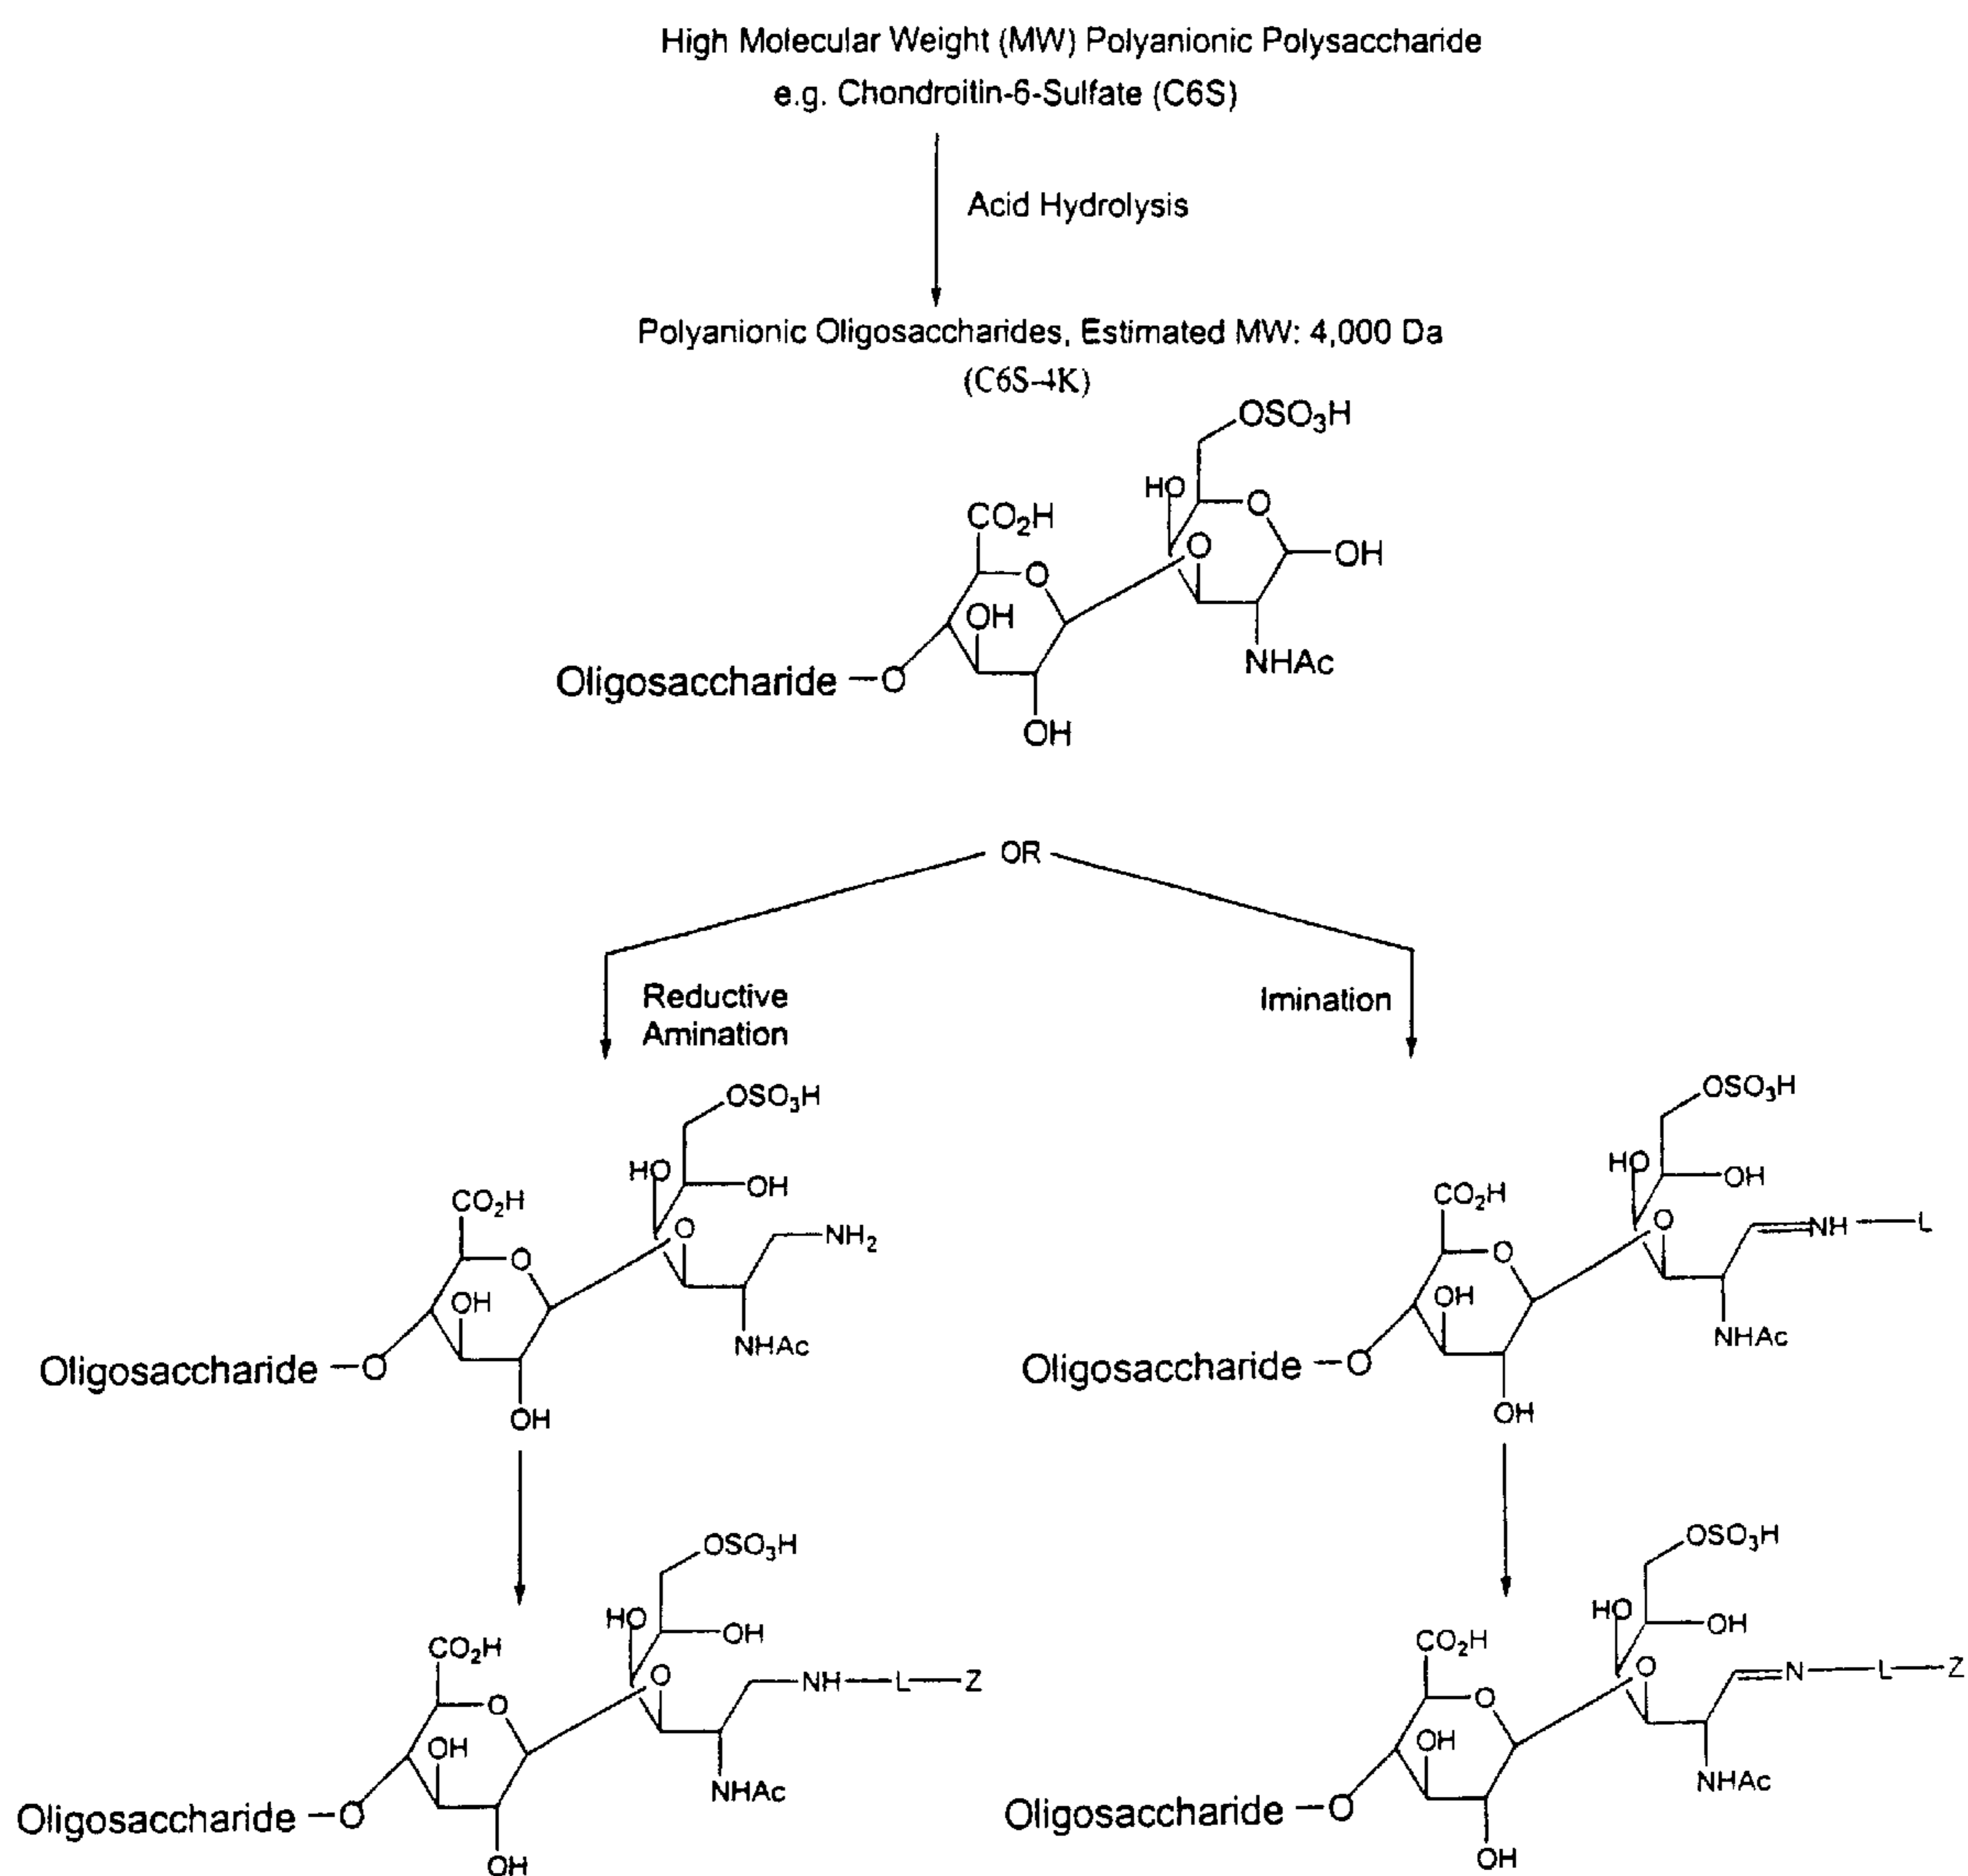 High Molecular Weight (MW) Polyanionic Polysaccharide
e.g. Chondroitin-6-Sulfate (C6S)
Acid Hydrolysis
Polyanionic Oligosaccharides, Estimated MW: 4,000 Da
(C6S-4K)
OSO₃H
HO
O
CO₂H
O
OH
O
OH
NHAc
Oligosaccharide
O
OH
OR
Reductive
Amination
Imination
OSO₃H
HO
OH
CO₂H
O
NH₂
O
OH
NHAc
Oligosaccharide
O
OH
OSO₃H
HO
OH
CO₂H
O
NH
L
O
OH
NHAc
Oligosaccharide
O
OH
OSO₃H
HO
OH
CO₂H
O
NH
L
Z
O
OH
NHAc
Oligosaccharide
O
OH
OSO₃H
HO
OH
CO₂H
O
N
L
Z
O
OH
NHAc
Oligosaccharide
O
OH